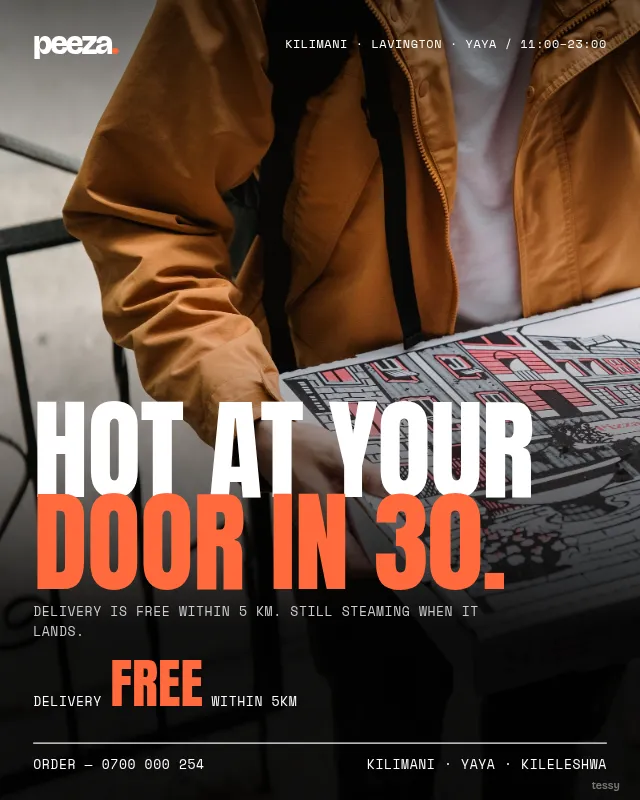 peeza.
KILIMANI · LAVINGTON · YAYA / 11:00–23:00
HOT AT YOUR
DOOR IN 30.
DELIVERY IS FREE WITHIN 5 KM. STILL STEAMING WHEN IT
LANDS.
DELIVERY FREE WITHIN 5KM
ORDER — 0700 000 254
KILIMANI · YAYA · KILELESHWA
tessy